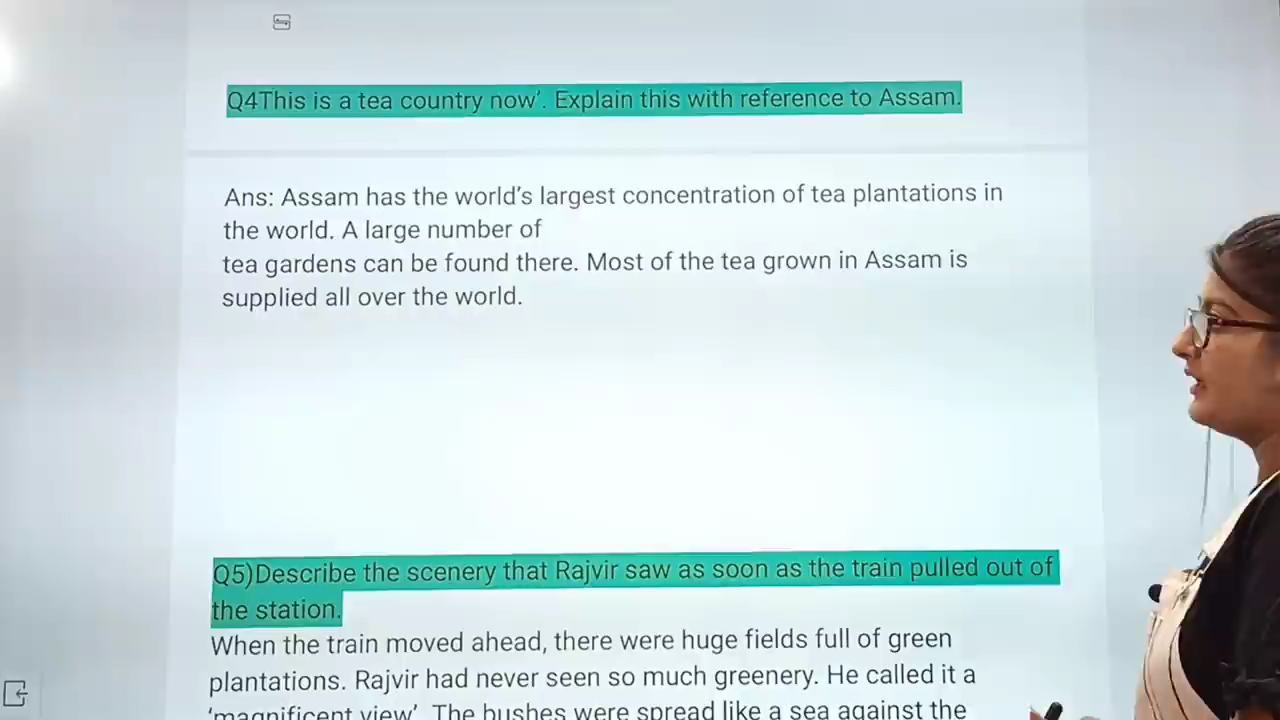 Q4This is a tea country now’. Explain this with reference to Assam.
Ans: Assam has the world’s largest concentration of tea plantations in
the world. A large number of
tea gardens can be found there. Most of the tea grown in Assam is
supplied all over the world.
Q5)Describe the scenery that Rajvir saw as soon as the train pulled out of
the station.
When the train moved ahead, there were huge fields full of green
plantations. Rajvir had never seen so much greenery. He called it a
‘magnificent view’. The bushes were spread like a sea against the